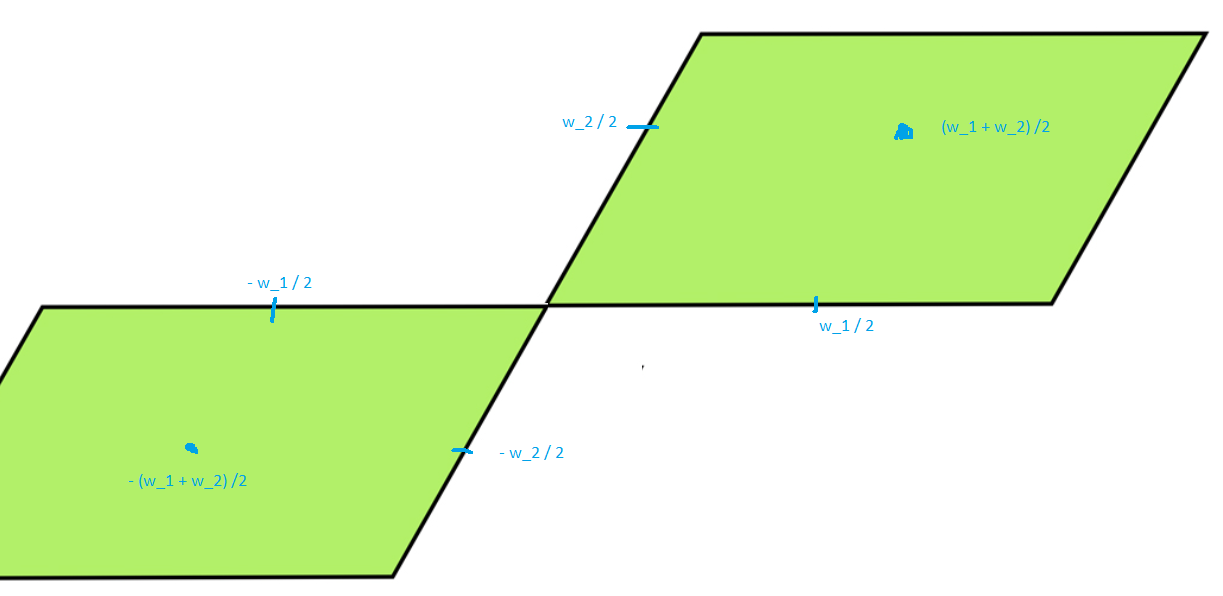 w_2 / 2
(w_1 + w_2) /2
- w_1 / 2
w_1 / 2
- w_2 / 2
- (w_1 + w_2) /2